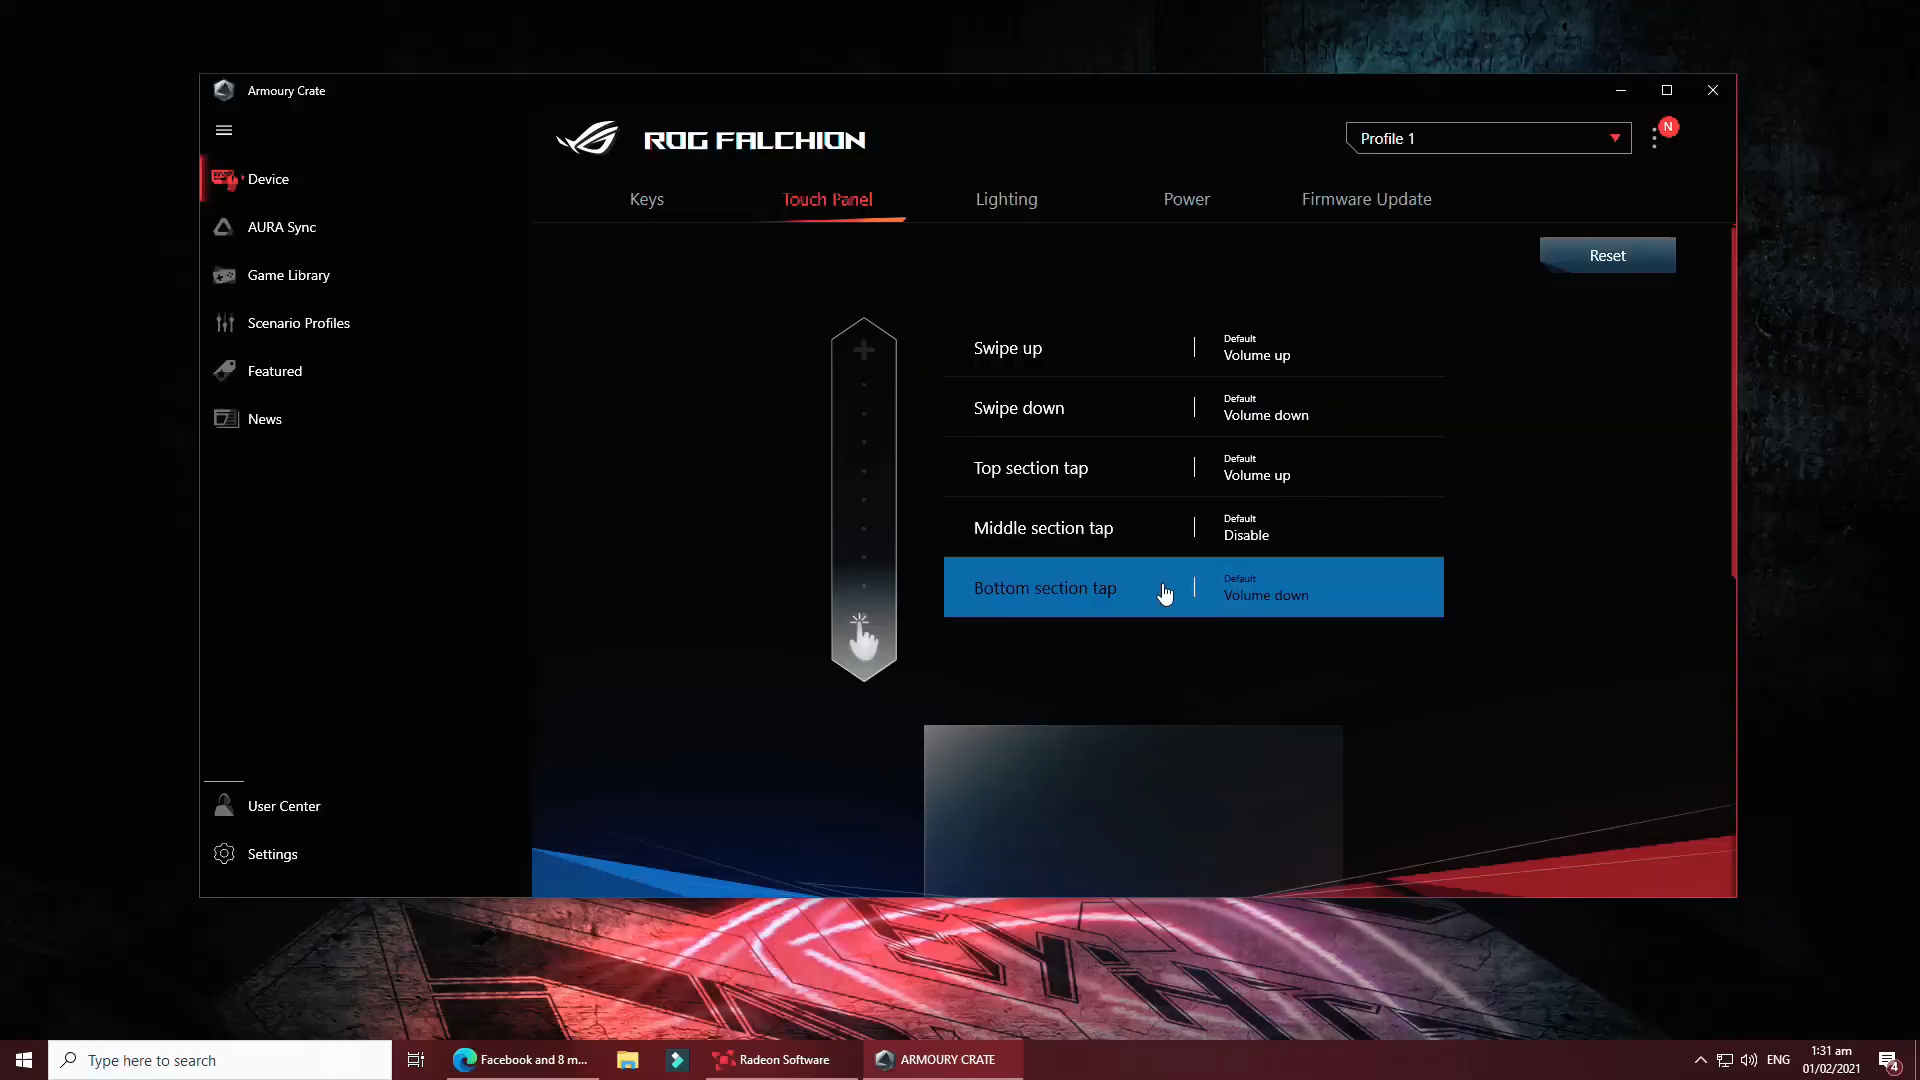 Armoury Crate
ROG FALCHION
Profile 1
N
Device
AURA Sync
Game Library
Scenario Profiles
Featured
News
User Center
Settings
Keys
Touch Panel
Lighting
Power
Firmware Update
Reset
Swipe up
Default
Volume up
Swipe down
Default
Volume down
Top section tap
Default
Volume up
Middle section tap
Default
Disable
Bottom section tap
Default
Volume down
Type here to search
Facebook and 8 m...
Radeon Software
ARMOURY CRATE
ENG
1:31 am
01/02/2021
4